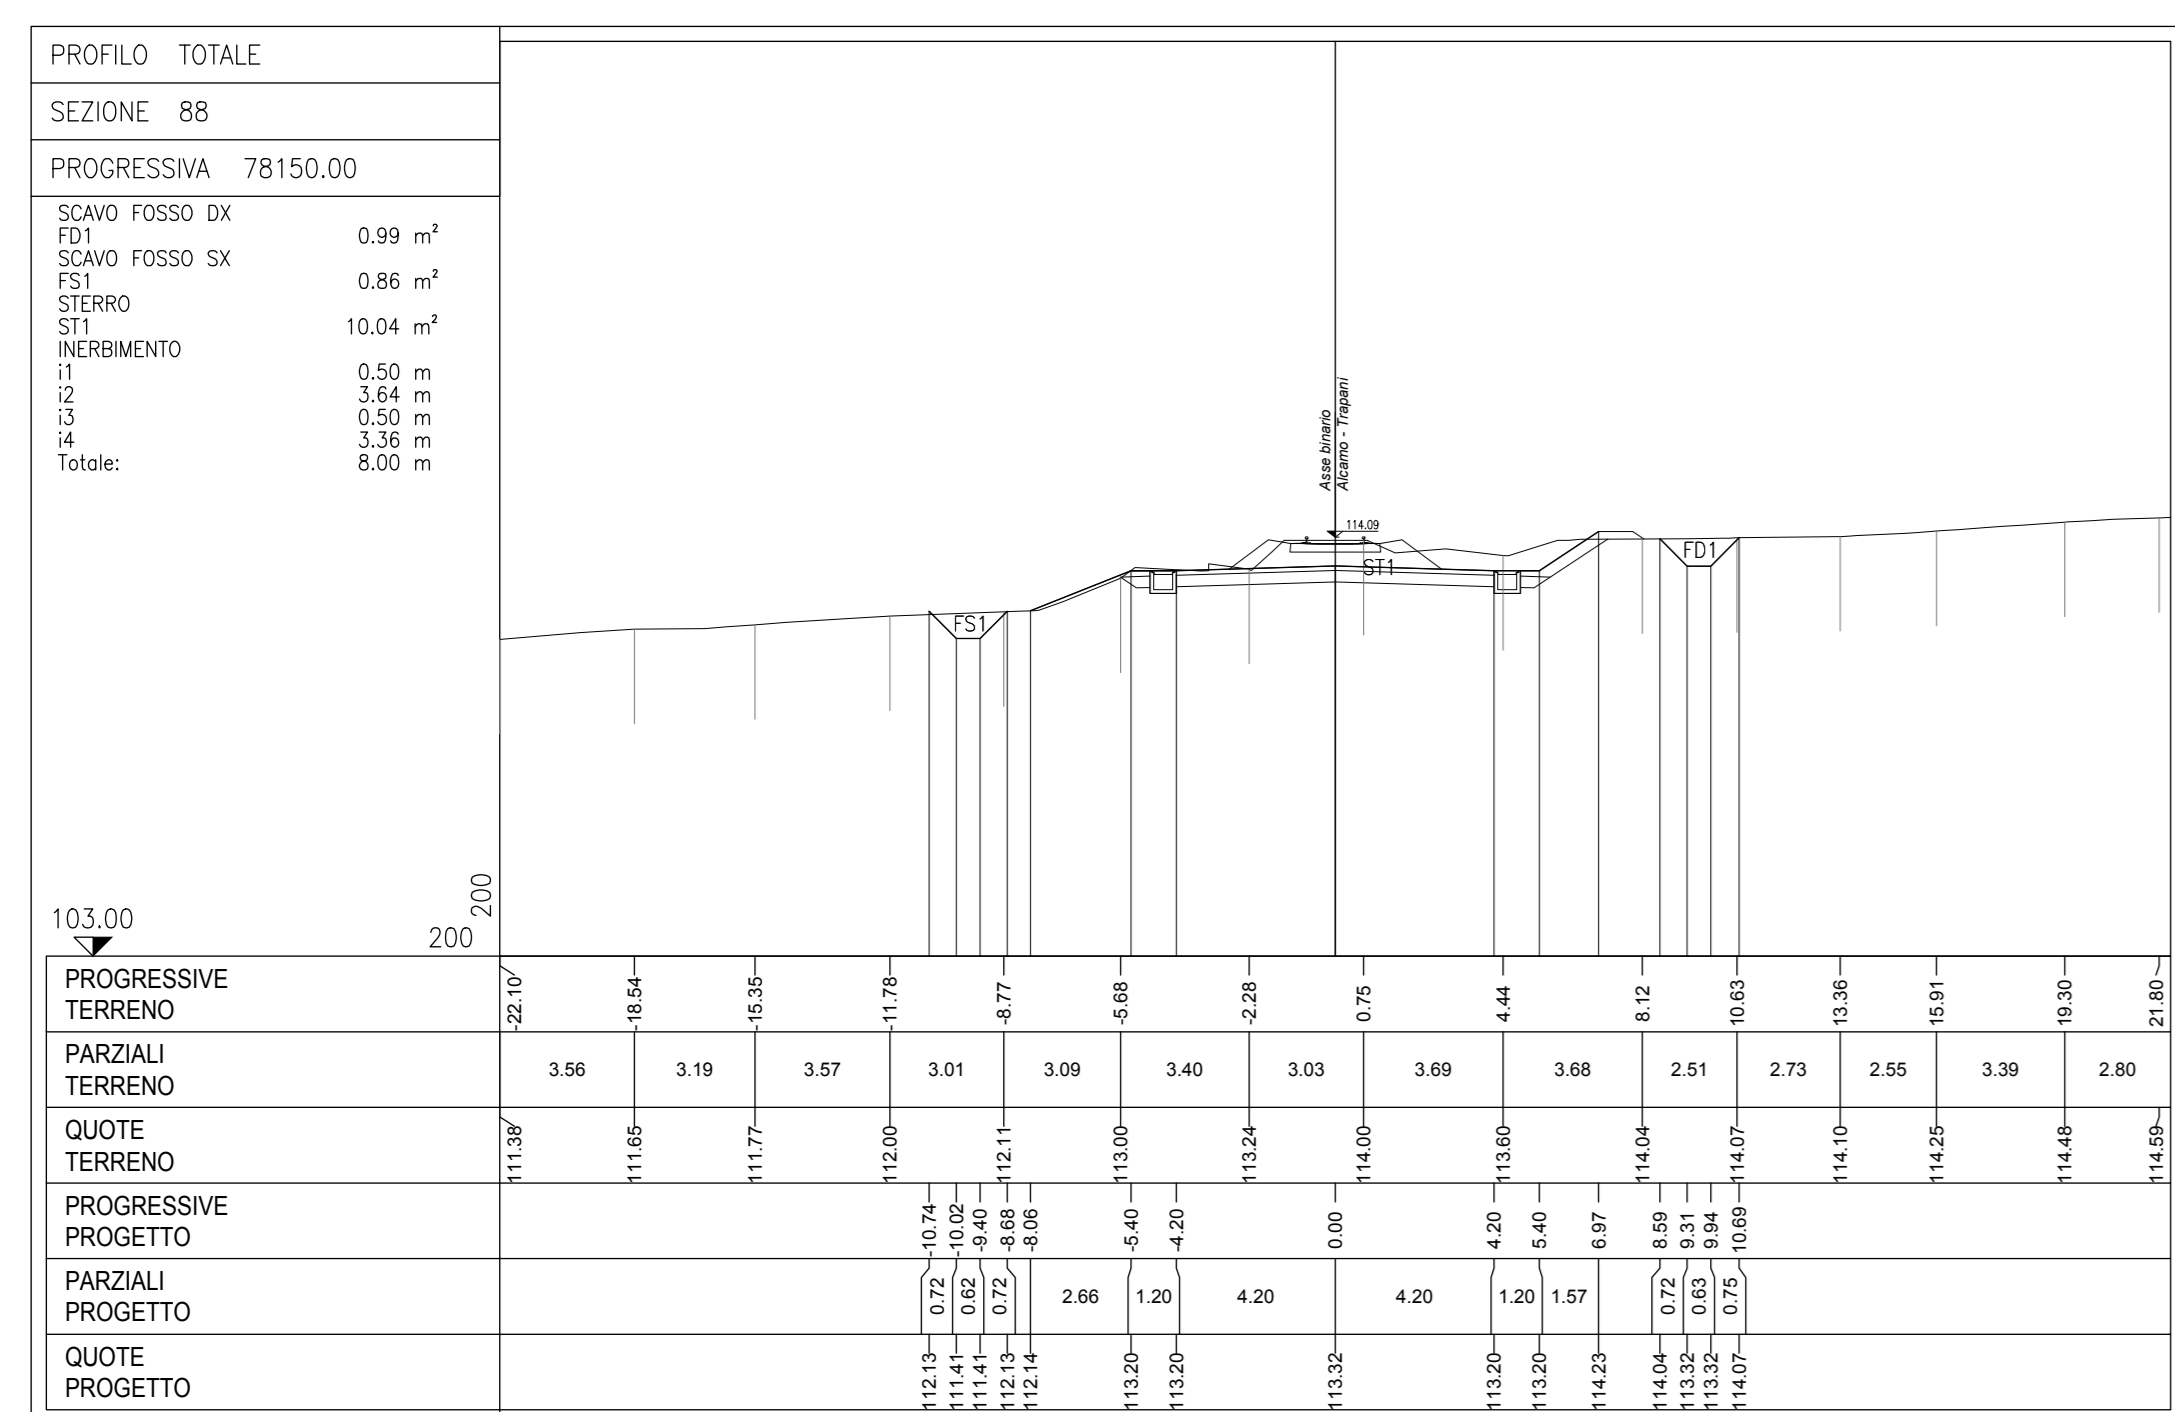 PROFILO TOTALE
SEZIONE 88
PROGRESSIVA 78150.00
SCAVO FOSSO DX
FD1 0.99 m²
SCAVO FOSSO SX
FS1 0.86 m²
STERRO
ST1 10.04 m²
INERBIMENTO
i1 0.50 m
i2 3.64 m
i3 0.50 m
i4 3.36 m
Totale: 8.00 m
Asse binario
Alcamo - Trapani
114.09
FD1
ST1
FS1
103.00
200
200
PROGRESSIVE
TERRENO
-22.10 -18.54 -15.35 -11.78 -8.77 -5.68 -2.28 0.75 4.44 8.12 10.63 13.36 15.91 19.30 21.80
PARZIALI
TERRENO
3.56 3.19 3.57 3.01 3.09 3.40 3.03 3.69 3.68 2.51 2.73 2.55 3.39 2.80
QUOTE
TERRENO
111.38 111.65 111.77 112.00 112.11 113.00 113.24 114.00 113.60 114.04 114.07 114.10 114.25 114.48 114.59
PROGRESSIVE
PROGETTO
-10.74 -10.02 -9.40 -8.68 -8.06 -5.40 -4.20 0.00 4.20 5.40 6.97 8.59 9.31 9.94 10.69
PARZIALI
PROGETTO
0.72 0.62 0.72 2.66 1.20 4.20 4.20 1.20 1.57 0.72 0.63 0.75
QUOTE
PROGETTO
112.13 111.41 111.41 112.13 112.14 113.20 113.20 113.32 113.20 113.20 114.23 114.04 113.32 113.32 114.07